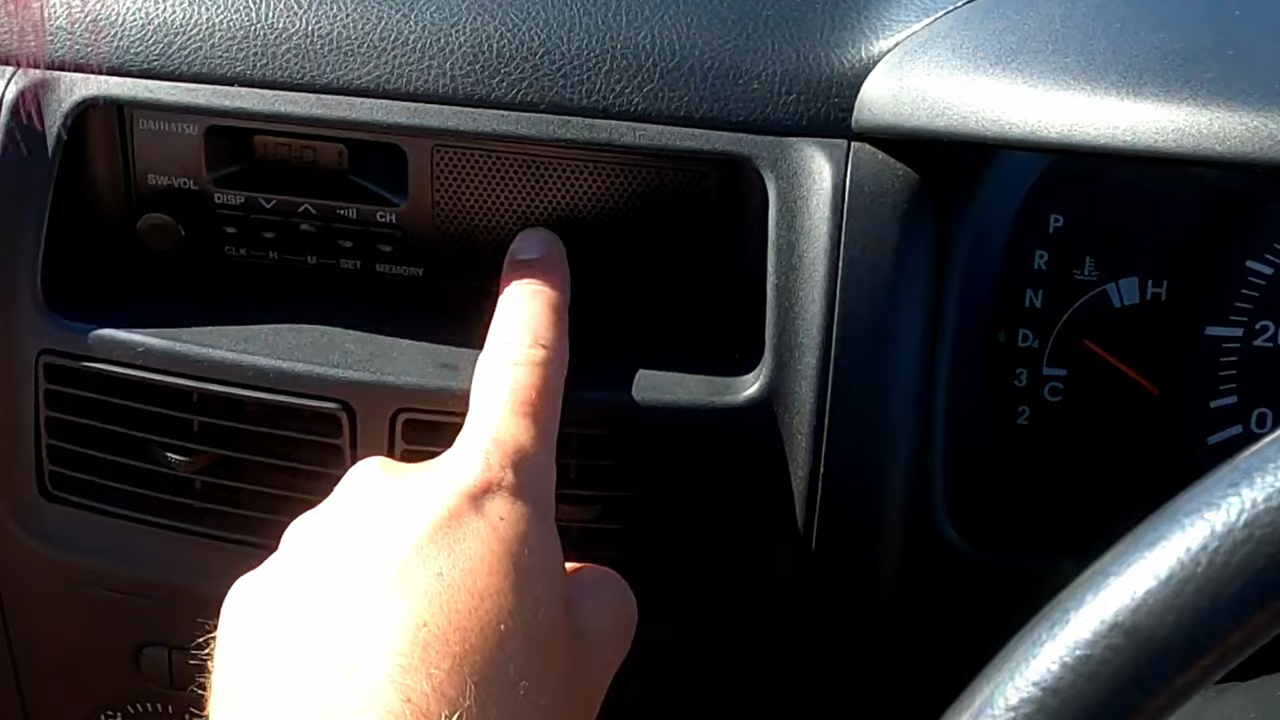 DAIHATSU
SW-VOL
DISP CH
CLK H M SET MEMORY
P
R
N
D4
3
2
H
C
20
0